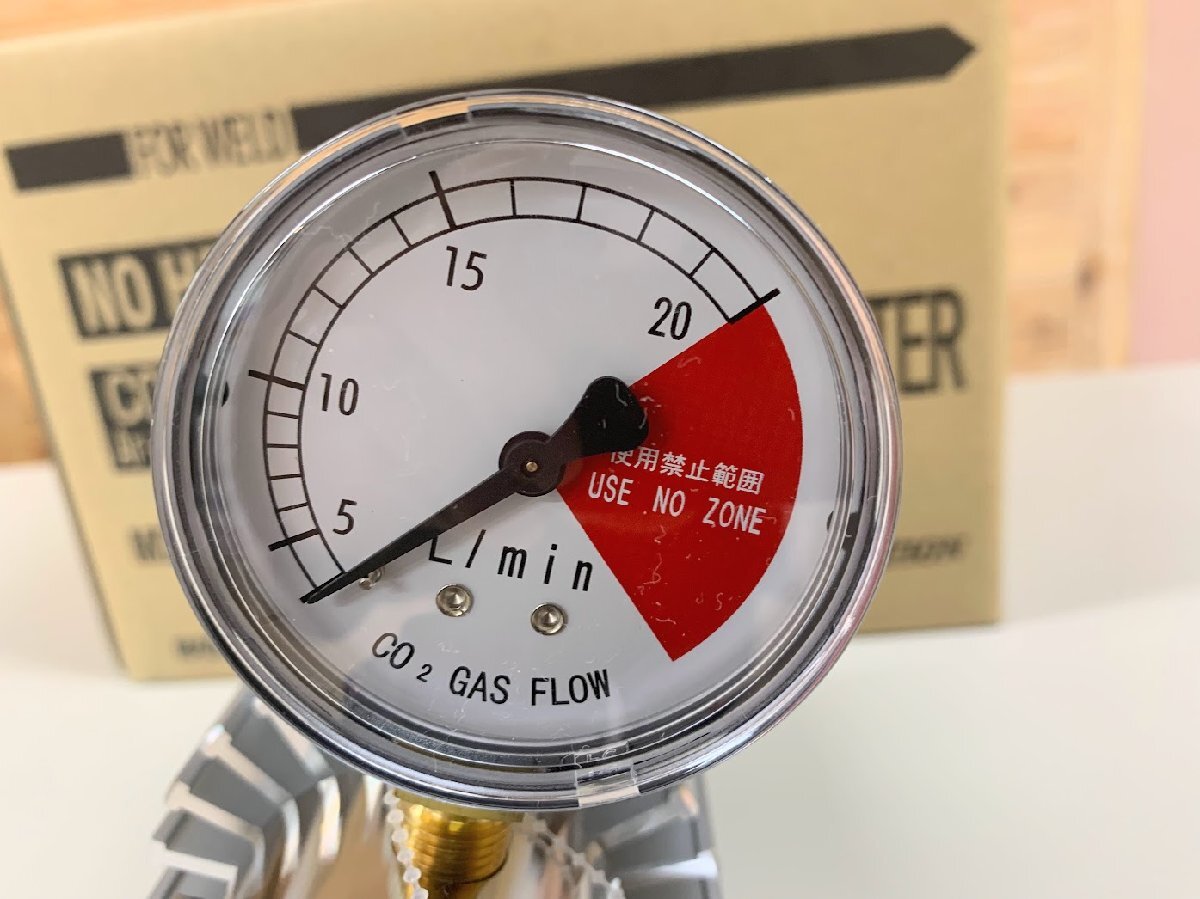 FOR WELDI
NO H
TER
15
20
10
5
使用禁止範囲
USE NO ZONE
L/min
CO₂ GAS FLOW